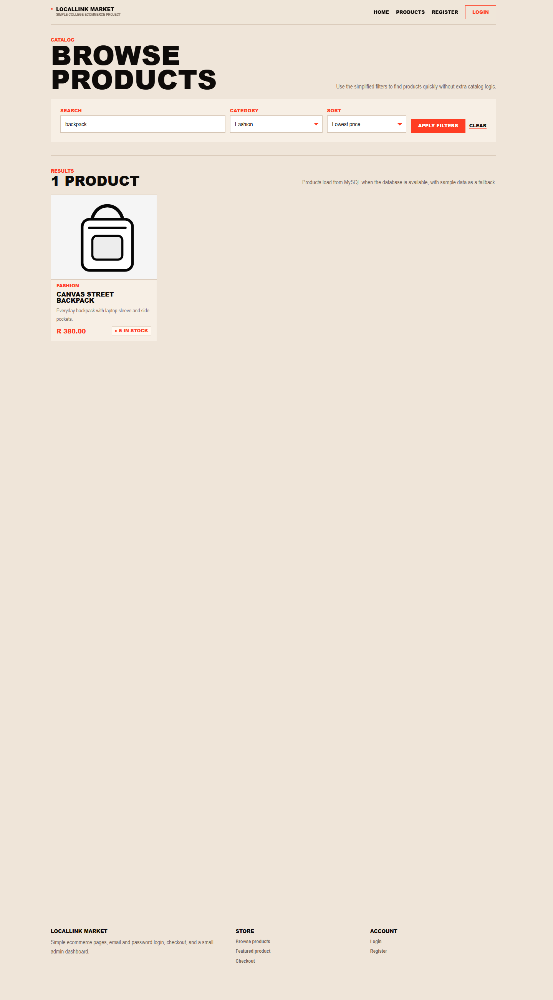 LOCALLINK MARKET
SIMPLE COLLEGE ECOMMERCE PROJECT
HOME PRODUCTS REGISTER LOGIN
CATALOG
BROWSE
PRODUCTS
Use the simplified filters to find products quickly without extra catalog logic.
SEARCH CATEGORY SORT
backpack Fashion Lowest price APPLY FILTERS CLEAR
RESULTS
1 PRODUCT
Products load from MySQL when the database is available, with sample data as a fallback.
FASHION
CANVAS STREET
BACKPACK
Everyday backpack with laptop sleeve and side
pockets.
R 380.00 • 5 IN STOCK
LOCALLINK MARKET
Simple ecommerce pages, email and password login, checkout, and a small
admin dashboard.
STORE
Browse products
Featured product
Checkout
ACCOUNT
Login
Register